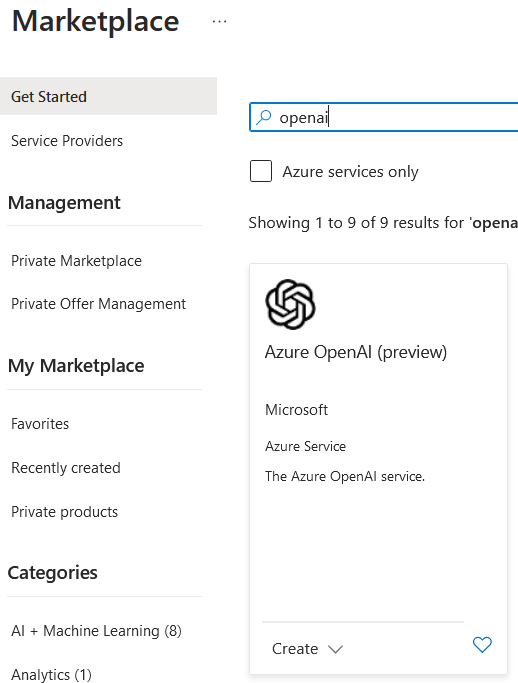 Marketplace ...
Get Started
Service Providers
Management
Private Marketplace
Private Offer Management
My Marketplace
Favorites
Recently created
Private products
Categories
AI + Machine Learning (8)
Analytics (1)
openai
Azure services only
Showing 1 to 9 of 9 results for 'opena
Azure OpenAI (preview)
Microsoft
Azure Service
The Azure OpenAI service.
Create